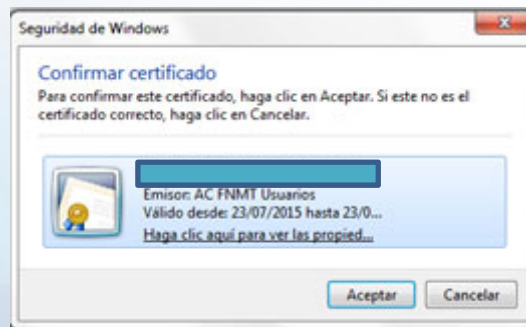 Seguridad de Windows
Confirmar certificado
Para confirmar este certificado, haga clic en Aceptar. Si este no es el
certificado correcto, haga clic en Cancelar.
Emisor: AC FNMT Usuarios
Válido desde: 23/07/2015 hasta 23/0...
Haga clic aquí para ver las propied...
Aceptar
Cancelar